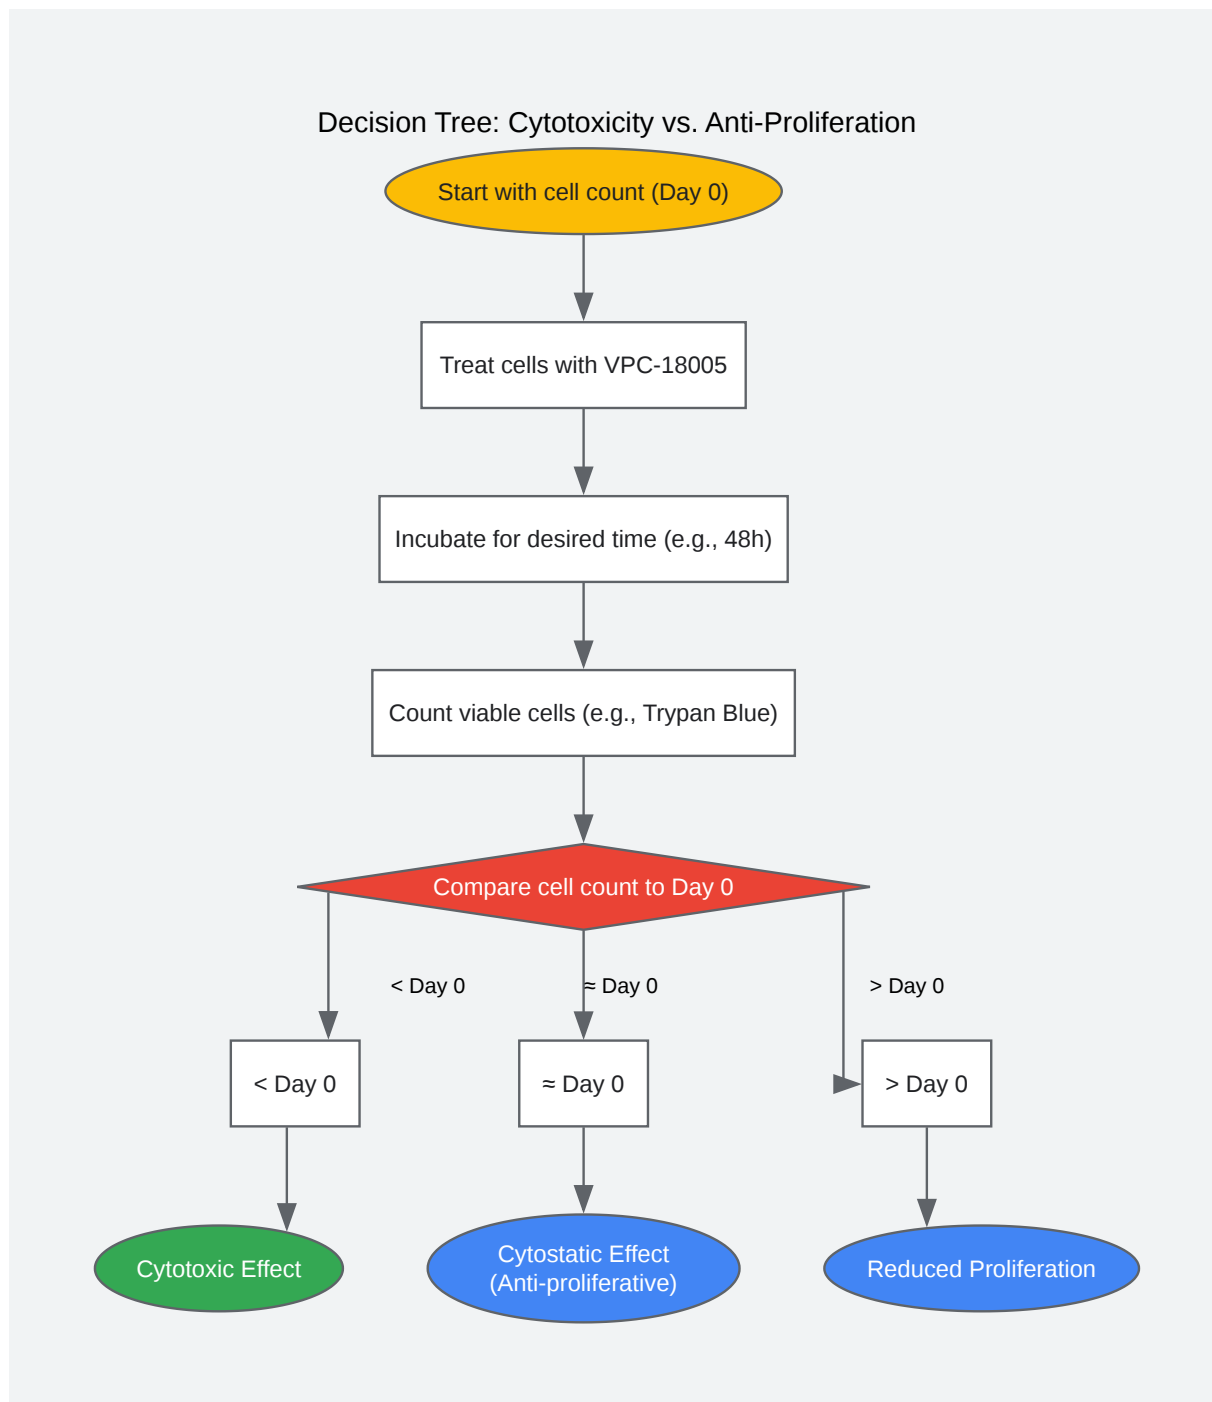 Decision Tree: Cytotoxicity vs. Anti-Proliferation
Start with cell count (Day 0)
Treat cells with VPC-18005
Incubate for desired time (e.g., 48h)
Count viable cells (e.g., Trypan Blue)
Compare cell count to Day 0
< Day 0
≈ Day 0
> Day 0
< Day 0
≈ Day 0
> Day 0
Cytotoxic Effect
Cytostatic Effect
(Anti-proliferative)
Reduced Proliferation